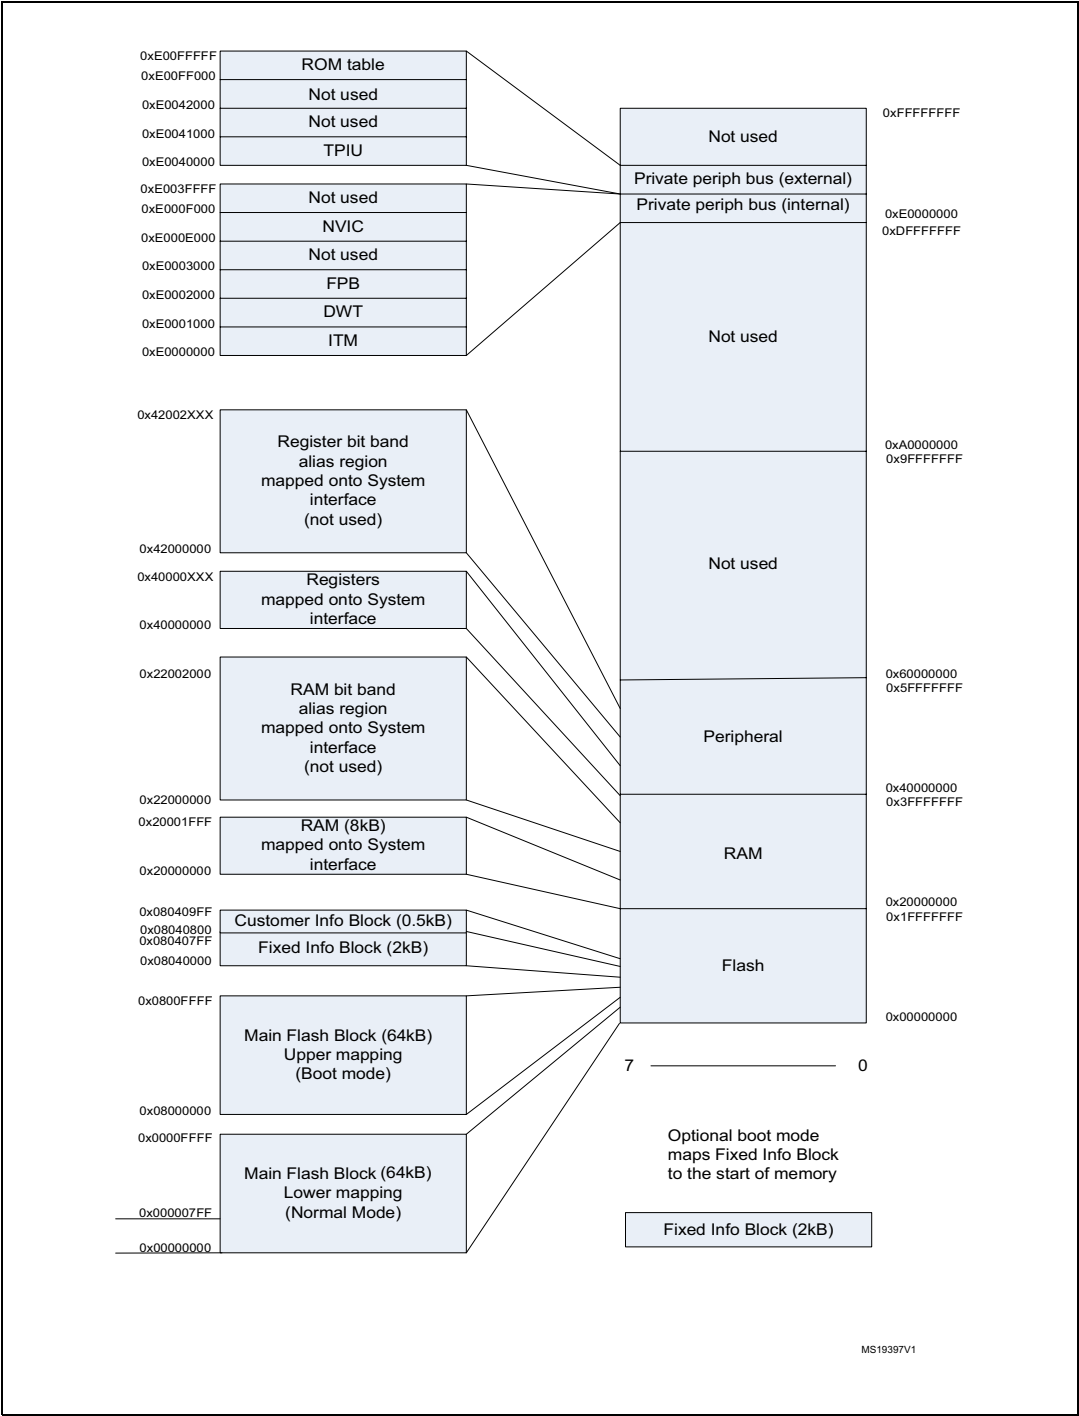 0xE00FFFFF
ROM table
0xE00FF000
Not used
0xE0042000
Not used
0xE0041000
TPIU
0xE0040000
0xE003FFFF
Not used
0xE000F000
NVIC
0xE000E000
Not used
0xE0003000
FPB
0xE0002000
DWT
0xE0001000
ITM
0xE0000000
0x42002XXX
Register bit band
alias region
mapped onto System
interface
(not used)
0x42000000
0x40000XXX
Registers
mapped onto System
interface
0x40000000
0x22002000
RAM bit band
alias region
mapped onto System
interface
(not used)
0x22000000
0x20001FFF
RAM (8kB)
mapped onto System
interface
0x20000000
0x080409FF
Customer Info Block (0.5kB)
0x08040800
0x080407FF
Fixed Info Block (2kB)
0x08040000
0x0800FFFF
Main Flash Block (64kB)
Upper mapping
(Boot mode)
0x08000000
0x0000FFFF
Main Flash Block (64kB)
Lower mapping
(Normal Mode)
0x000007FF
0x00000000
0xFFFFFFFF
Not used
Private periph bus (external)
Private periph bus (internal)
0xE0000000
0xDFFFFFFF
Not used
0xA0000000
0x9FFFFFFF
Not used
0x60000000
0x5FFFFFFF
Peripheral
0x40000000
0x3FFFFFFF
RAM
0x20000000
0x1FFFFFFF
Flash
0x00000000
7 0
Optional boot mode
maps Fixed Info Block
to the start of memory
Fixed Info Block (2kB)
MS19397V1